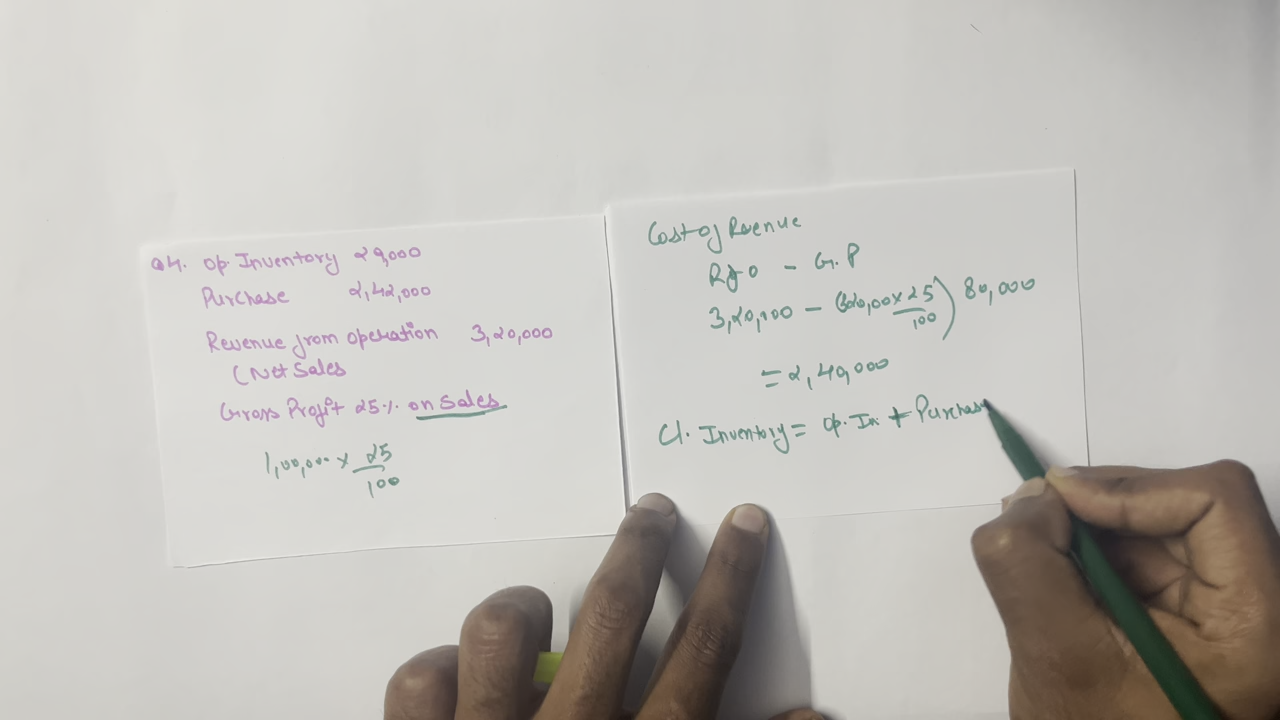 Q4. Op. Inventory 29,000
Purchase 2,42,000
Revenue from operation 3,20,000
(Net Sales
Gross Profit 25% on Sales
1,00,000 x 25
100
Cost of Revenue
RfO - G.P
3,20,000 - (320,00x25 ) 80,000
100
= 2,40,000
Cl. Inventory = Op. In + Purchase